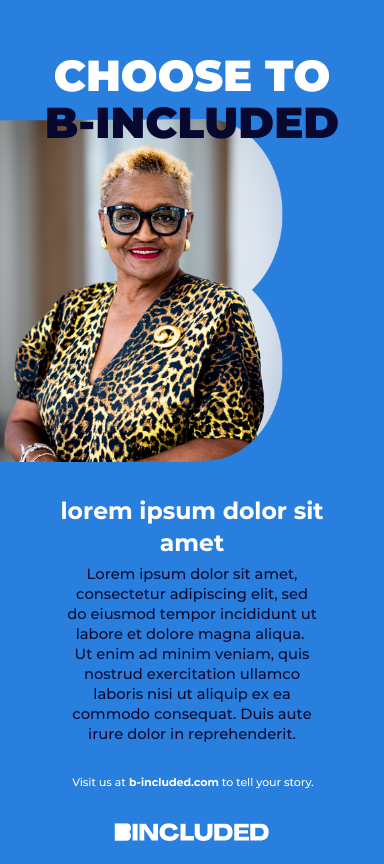 CHOOSE TO
B-INCLUDED
lorem ipsum dolor sit
amet
Lorem ipsum dolor sit amet,
consectetur adipiscing elit, sed
do eiusmod tempor incididunt ut
labore et dolore magna aliqua.
Ut enim ad minim veniam, quis
nostrud exercitation ullamco
laboris nisi ut aliquip ex ea
commodo consequat. Duis aute
irure dolor in reprehenderit.
Visit us at b-included.com to tell your story.
BINCLUDED